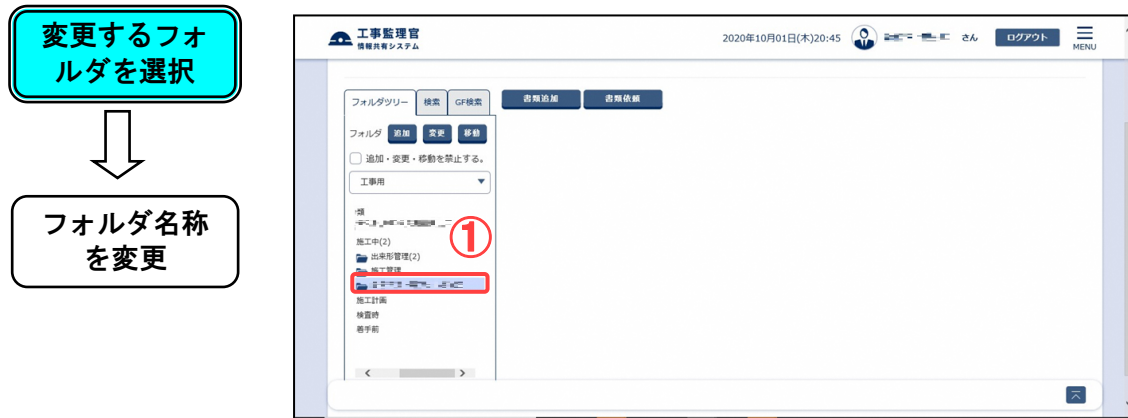 変更するフォ
ルダを選択
フォルダ名称
を変更
工事監理官
情報共有システム
2020年10月01日(木)20:45
さん
ログアウト
MENU
フォルダツリー
検索
GF検索
書類追加
書類依頼
フォルダ
追加
変更
移動
追加・変更・移動を禁止する。
工事用
類
①
施工中(2)
出来形管理(2)
施工管理
施工計画
検査時
着手前